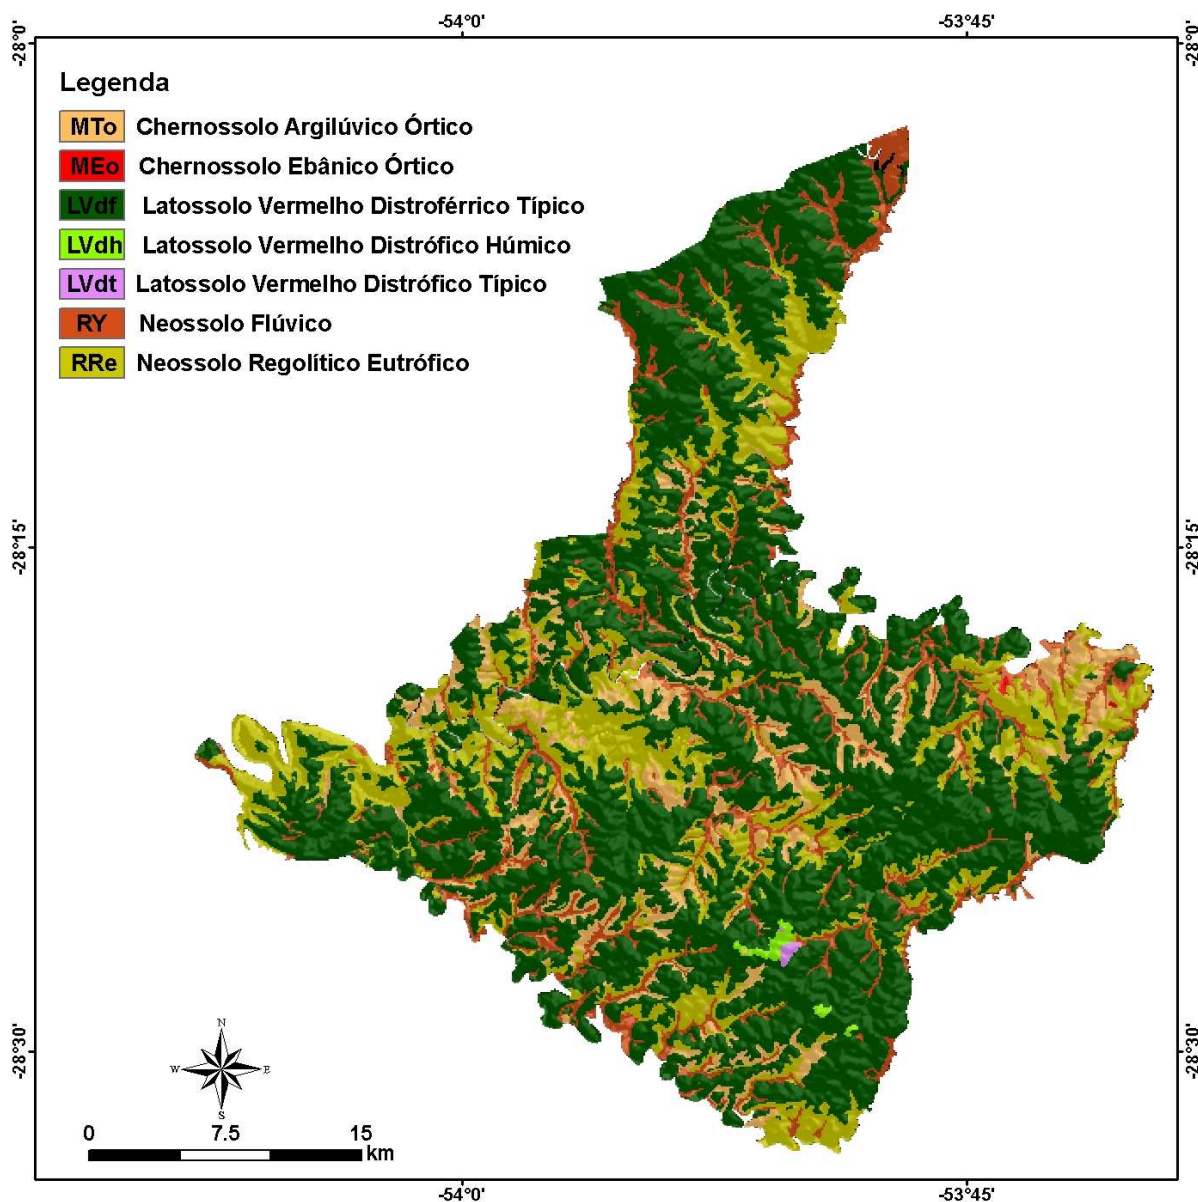 -54°0' -53°45'
-28°0' -28°0'
Legenda
MTo Chernossolo Argilúvico Órtico
MEo Chernossolo Ebânico Órtico
LVdf Latossolo Vermelho Distroférrico Típico
LVdh Latossolo Vermelho Distrófico Húmico
LVdt Latossolo Vermelho Distrófico Típico
RY Neossolo Flúvico
RRe Neossolo Regolítico Eutrófico
-28°15' -28°15'
N
W E
S
-28°30' -28°30'
0 7.5 15
km
-54°0' -53°45'